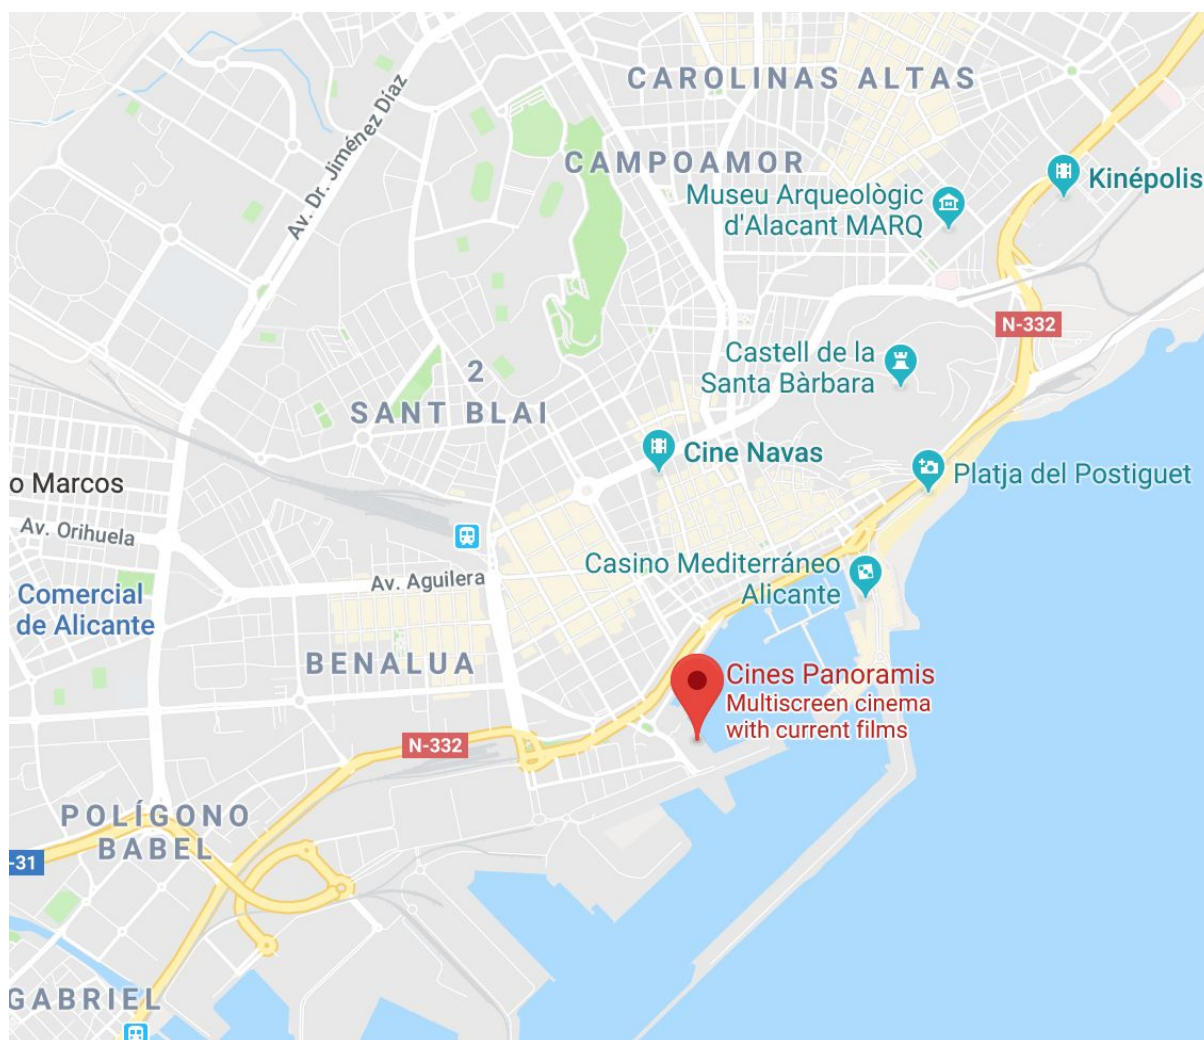 CAROLINAS ALTAS
Av. Dr. Jiménez Díaz
CAMPOAMOR
Kinépolis
Museu Arqueològic
d'Alacant MARQ
N-332
Castell de la
Santa Bàrbara
2
SANT BLAI
Cine Navas
Platja del Postiguet
o Marcos
Av. Orihuela
Av. Aguilera
Casino Mediterráneo
Alicante
Comercial
de Alicante
BENALUA
Cines Panoramis
Multiscreen cinema
with current films
N-332
POLÍGONO
BABEL
-31
GABRIEL